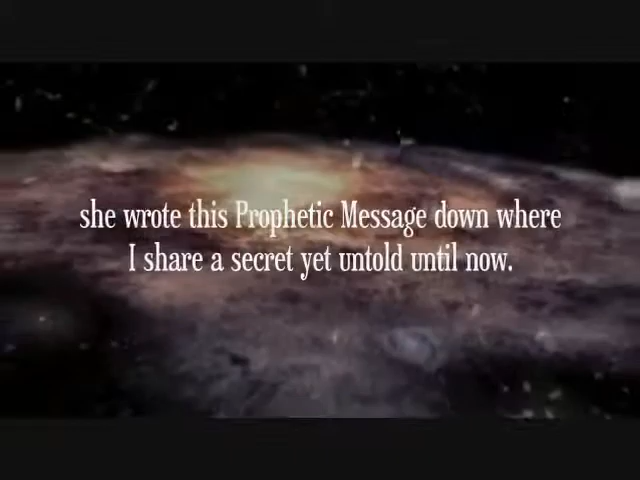 she wrote this Prophetic Message down where
I share a secret yet untold until now.